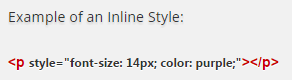 Example of an Inline Style:
<p style="font-size: 14px; color: purple;"></p>